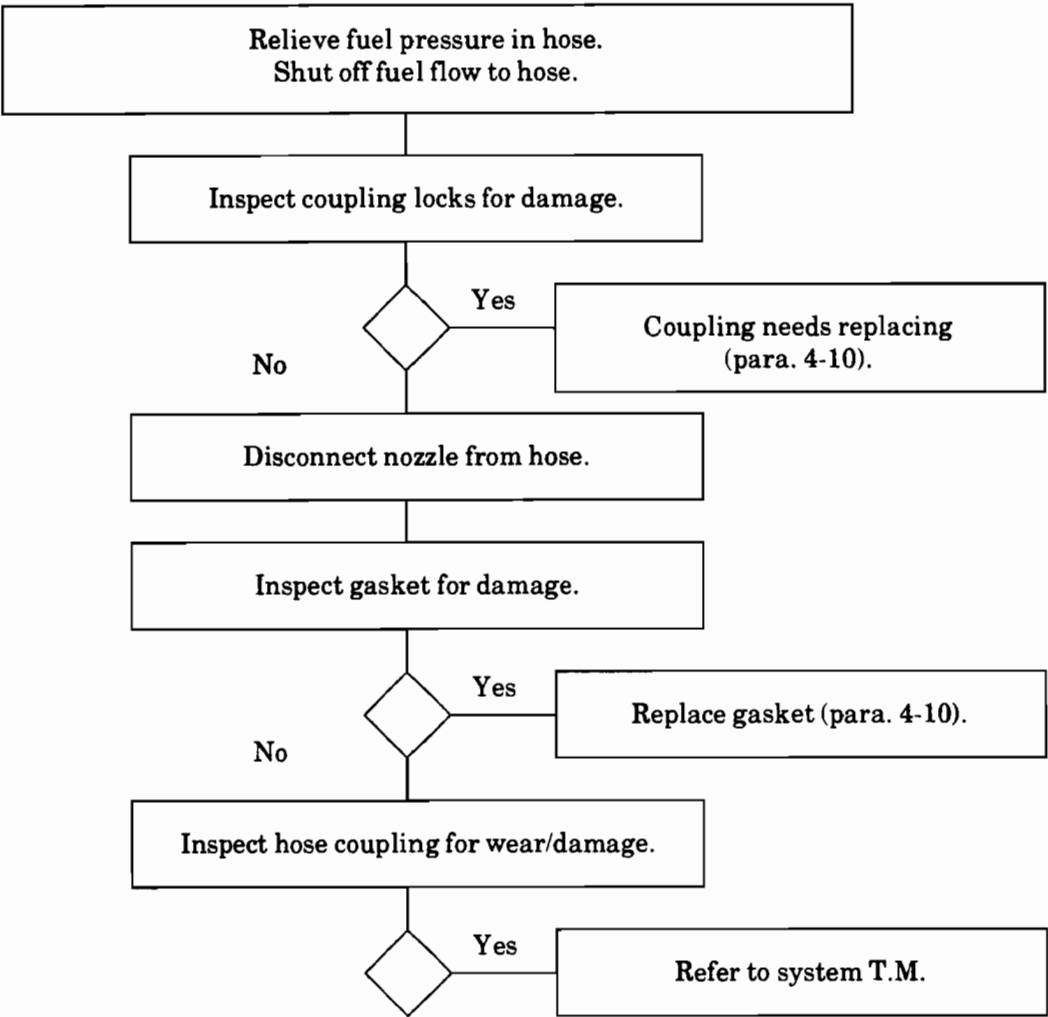 Relieve fuel pressure in hose.
Shut off fuel flow to hose.
Inspect coupling locks for damage.
Yes
Coupling needs replacing
(para. 4-10).
No
Disconnect nozzle from hose.
Inspect gasket for damage.
Yes
Replace gasket (para. 4-10).
No
Inspect hose coupling for wear/damage.
Yes
Refer to system T.M.